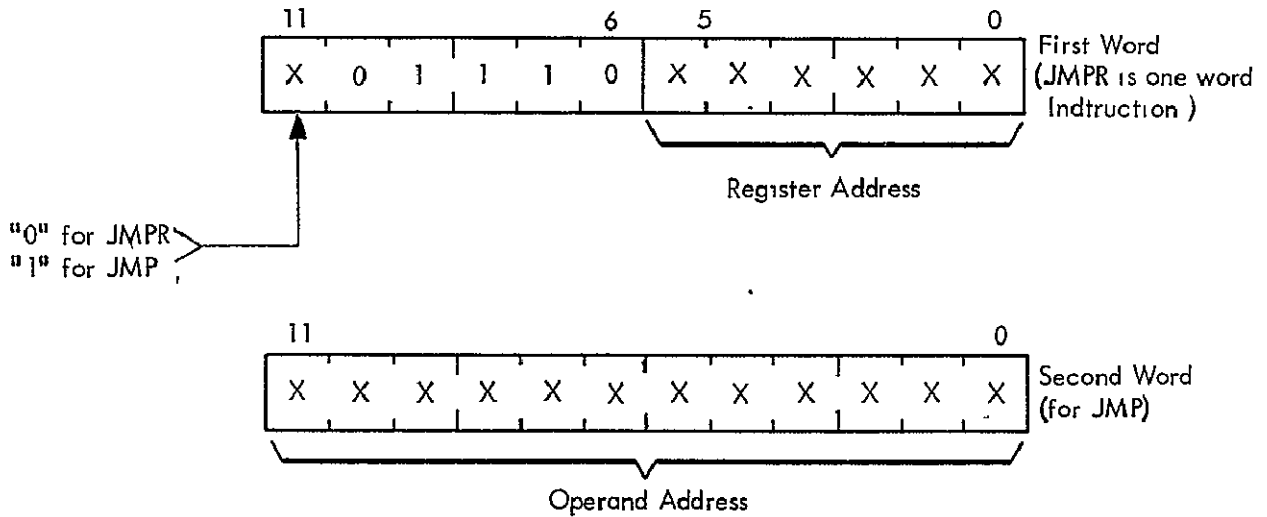 11 6 5 0
X 0 1 1 1 0 X X X X X X
First Word
(JMPR is one word
Indtruction )
Register Address
"0" for JMPR
"1" for JMP
11 0
X X X X X X X X X X X X
Second Word
(for JMP)
Operand Address